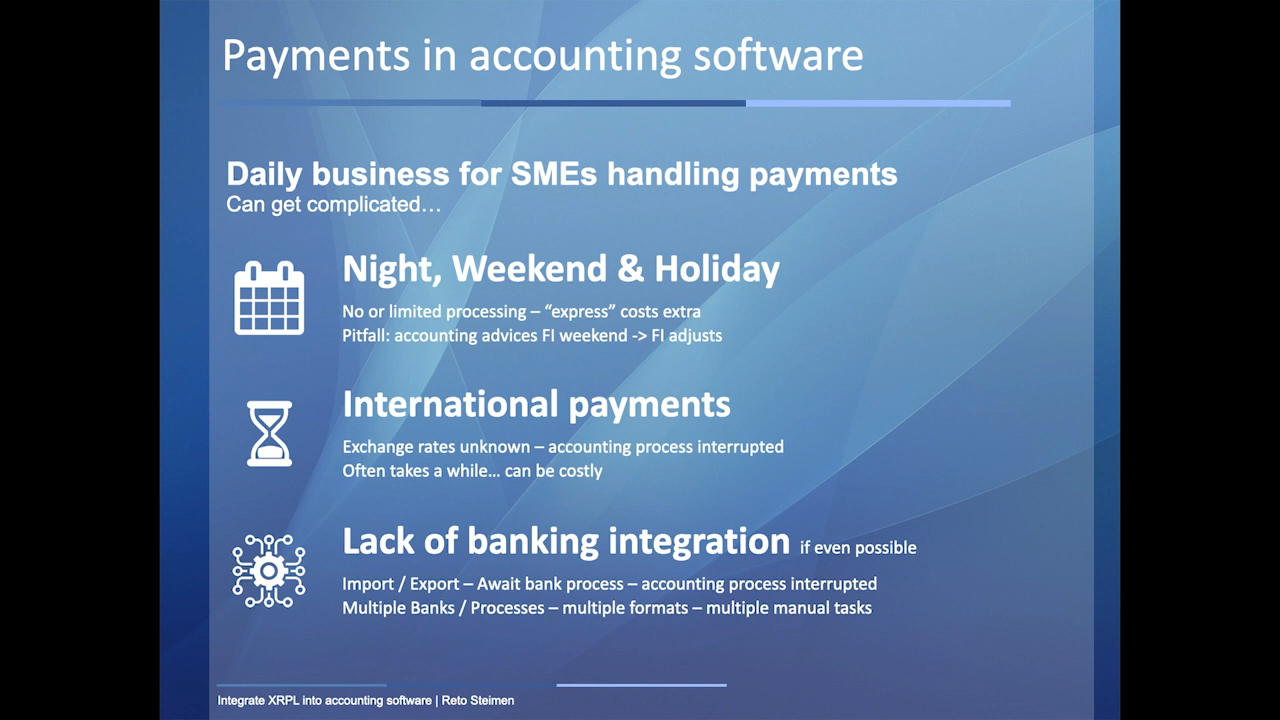 Payments in accounting software
Daily business for SMEs handling payments
Can get complicated…
Night, Weekend & Holiday
No or limited processing – “express” costs extra
Pitfall: accounting advices FI weekend -> FI adjusts
International payments
Exchange rates unknown – accounting process interrupted
Often takes a while… can be costly
Lack of banking integration if even possible
Import / Export – Await bank process – accounting process interrupted
Multiple Banks / Processes – multiple formats – multiple manual tasks
Integrate XRPL into accounting software | Reto Steimen